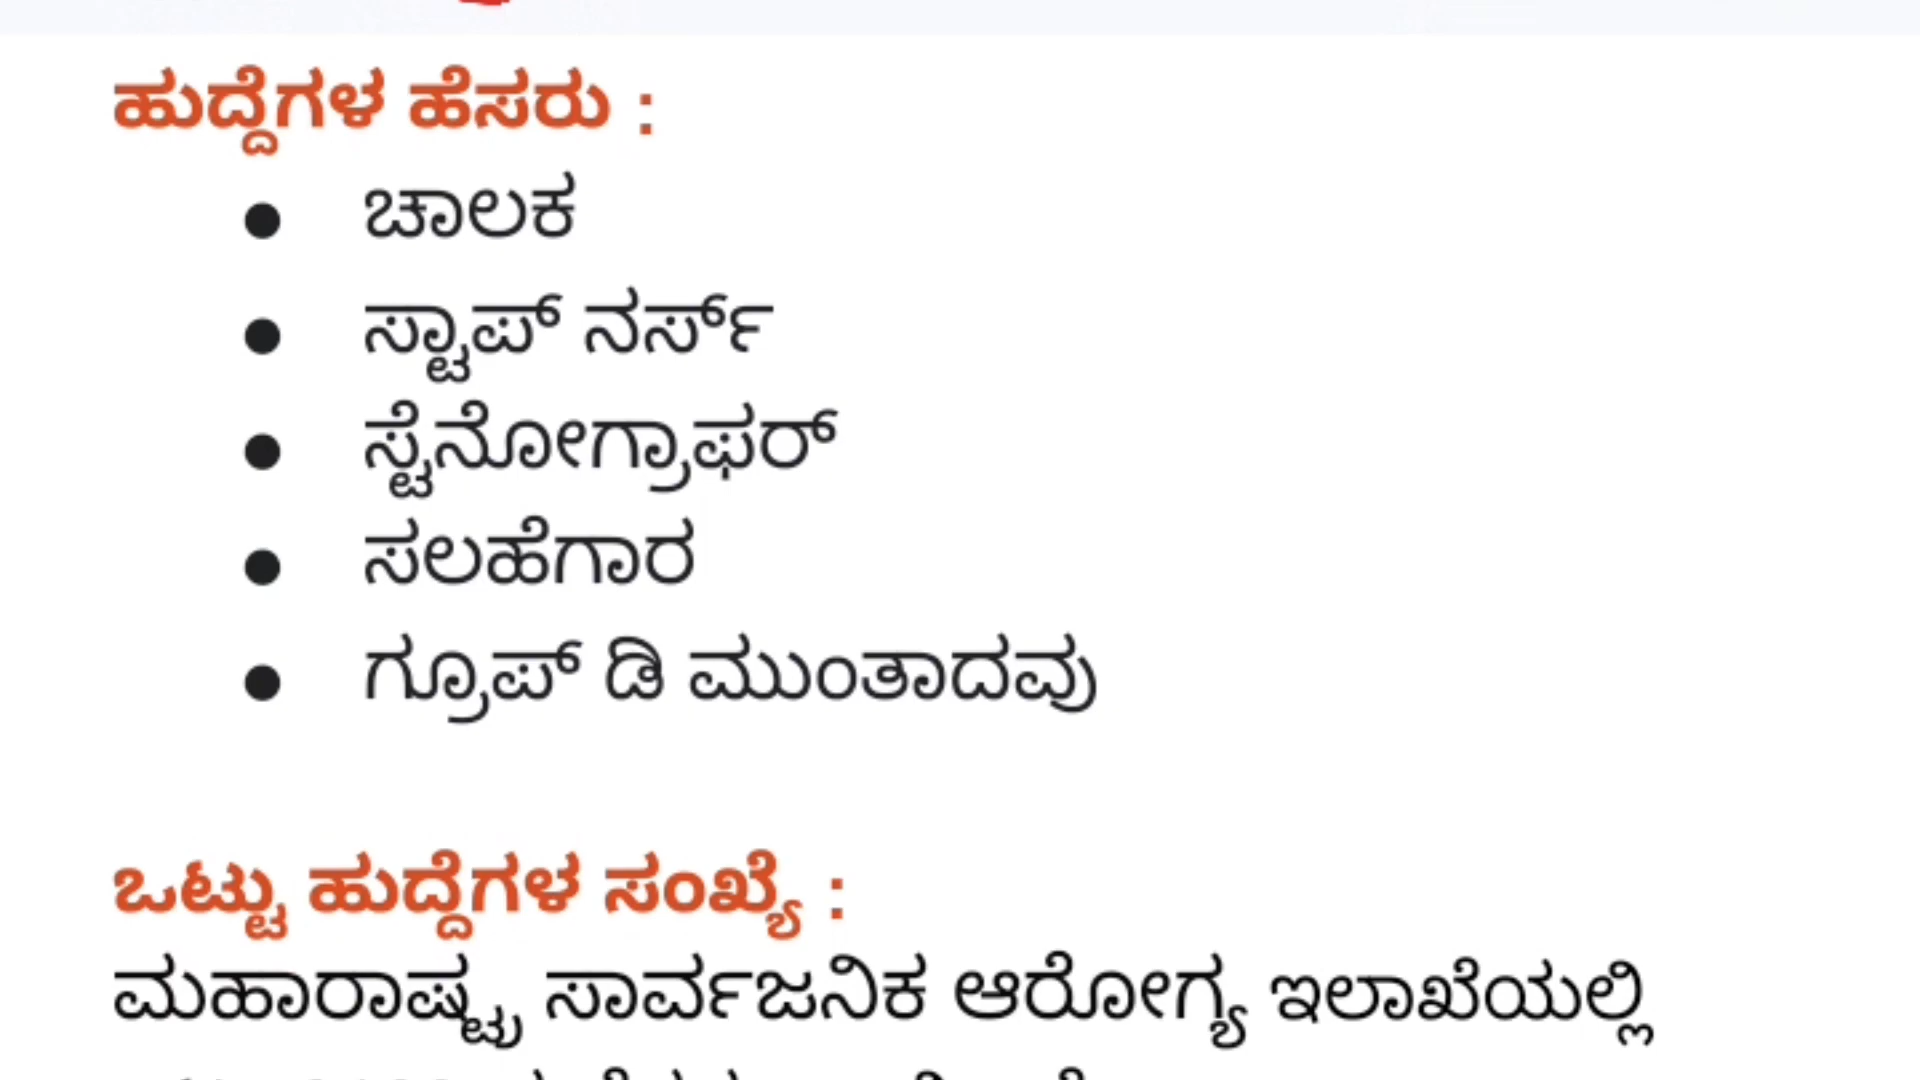 ಹುದ್ದೆಗಳ ಹೆಸರು :
● ಚಾಲಕ
● ಸ್ಟಾಪ್ ನರ್ಸ್
● ಸ್ಟೆನೋಗ್ರಾಫರ್
● ಸಲಹೆಗಾರ
● ಗ್ರೂಪ್ ಡಿ ಮುಂತಾದವು
ಒಟ್ಟು ಹುದ್ದೆಗಳ ಸಂಖ್ಯೆ :
ಮಹಾರಾಷ್ಟ್ರ ಸಾರ್ವಜನಿಕ ಆರೋಗ್ಯ ಇಲಾಖೆಯಲ್ಲಿ